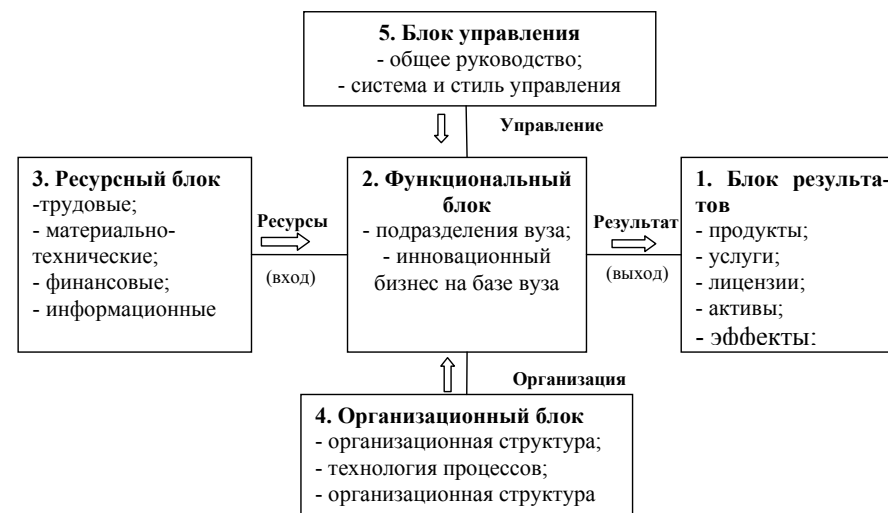 5. Блок управления
- общее руководство;
- система и стиль управления
Управление
3. Ресурсный блок
-трудовые;
- материально-
технические;
- финансовые;
- информационные
Ресурсы
(вход)
2. Функциональный
блок
- подразделения вуза;
- инновационный
бизнес на базе вуза
Результат
(выход)
1. Блок результа-
тов
- продукты;
- услуги;
- лицензии;
- активы;
- эффекты:
Организация
4. Организационный блок
- организационная структура;
- технология процессов;
- организационная структура